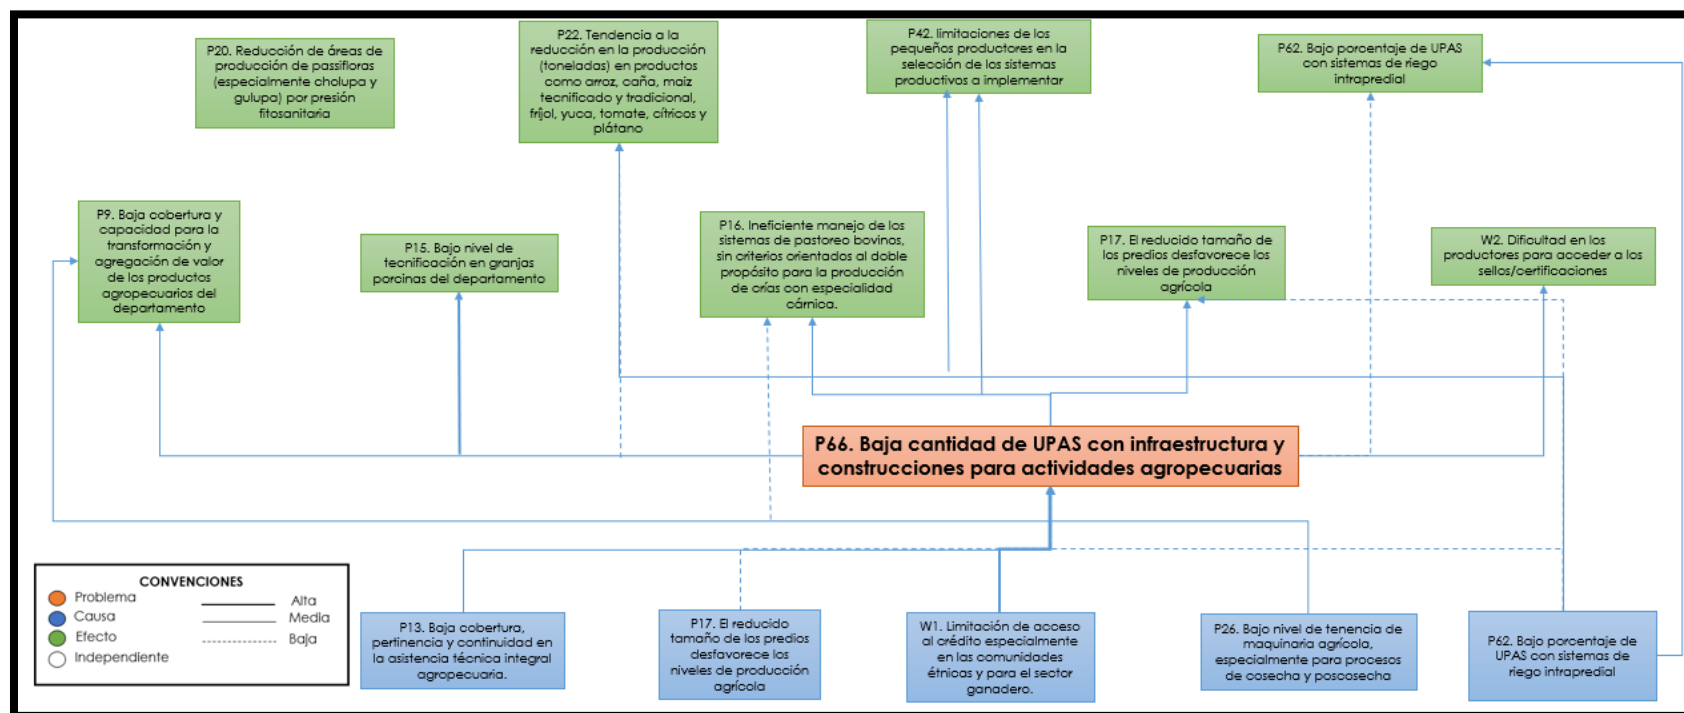 P20. Reducción de áreas de
producción de passifloras
(especialmente cholupa y
gulupa) por presión
fitosanitaria
P22. Tendencia a la
reducción en la producción
(toneladas) en productos
como arroz, caña, maiz
tecnificado y tradicional,
fríjol, yuca, tomate, cítricos y
plátano
P42. limitaciones de los
pequeños productores en la
selección de los sistemas
productivos a implementar
P62. Bajo porcentaje de UPAS
con sistemas de riego
intrapredial
P9. Baja cobertura y
capacidad para la
transformación y
agregación de valor
de los productos
agropecuarios del
departamento
P15. Bajo nivel de
tecnificación en granjas
porcinas del departamento
P16. Ineficiente manejo de los
sistemas de pastoreo bovinos,
sin criterios orientados al doble
propósito para la producción
de crías con especialidad
cárnica.
P17. El reducido tamaño de
los predios desfavorece los
niveles de producción
agrícola
W2. Dificultad en los
productores para acceder a los
sellos/certificaciones
P66. Baja cantidad de UPAS con infraestructura y
construcciones para actividades agropecuarias
CONVENCIONES
Problema
Causa
Efecto
Independiente
Alta
Media
Baja
P13. Baja cobertura,
pertinencia y continuidad en
la asistencia técnica integral
agropecuaria.
P17. El reducido
tamaño de los predios
desfavorece los
niveles de producción
agrícola
W1. Limitación de acceso
al crédito especialmente
en las comunidades
étnicas y para el sector
ganadero.
P26. Bajo nivel de tenencia de
maquinaria agrícola,
especialmente para procesos
de cosecha y poscosecha
P62. Bajo porcentaje de
UPAS con sistemas de
riego intrapredial